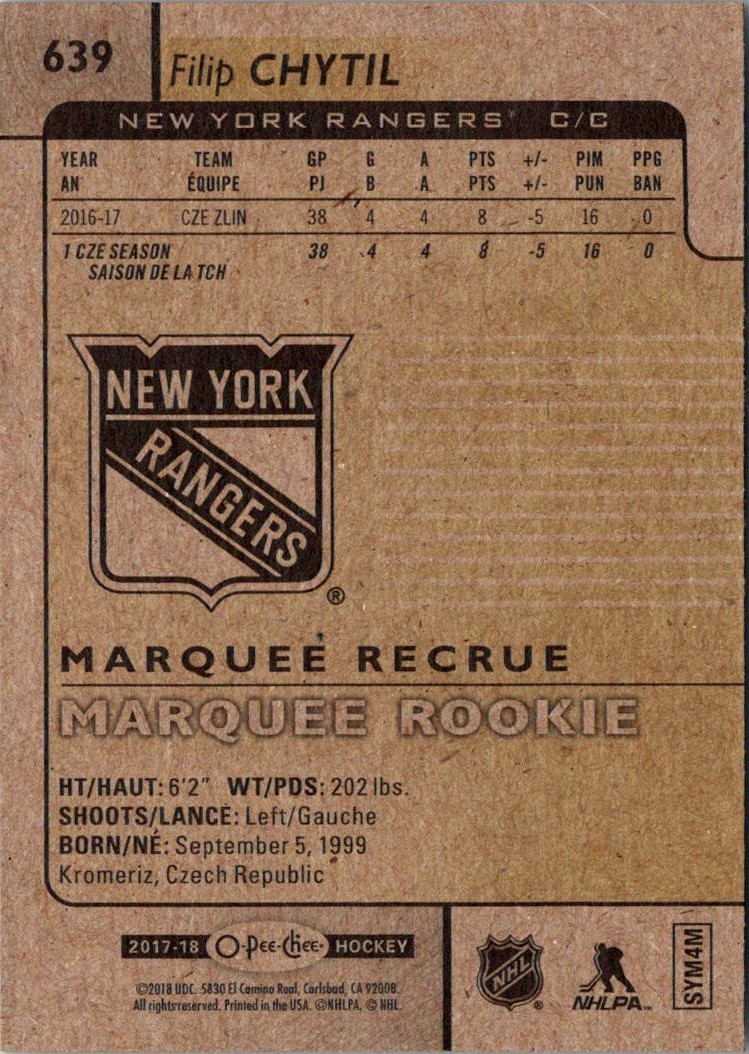 639
Filip CHYTIL
NEW YORK RANGERS® C/C
YEAR TEAM GP G A PTS +/- PIM PPG
AN ÉQUIPE PJ B A PTS +/- PUN BAN
2016-17 CZE ZLIN 38 4 4 8 -5 16 0
1 CZE SEASON 38 4 4 8 -5 16 0
SAISON DE LA TCH
NEW YORK
RANGERS
®
MARQUEE RECRUE
MARQUEE ROOKIE
HT/HAUT: 6'2" WT/PDS: 202 lbs.
SHOOTS/LANCE: Left/Gauche
BORN/NÉ: September 5, 1999
Kromeriz, Czech Republic
2017-18 O-Pee-Chee® HOCKEY
©2018 UDC. 5830 El Camino Real, Carlsbad, CA 92008.
All rights reserved. Printed in the USA. ©NHLPA. © NHL.
NHL®
NHLPA™
SYM4M